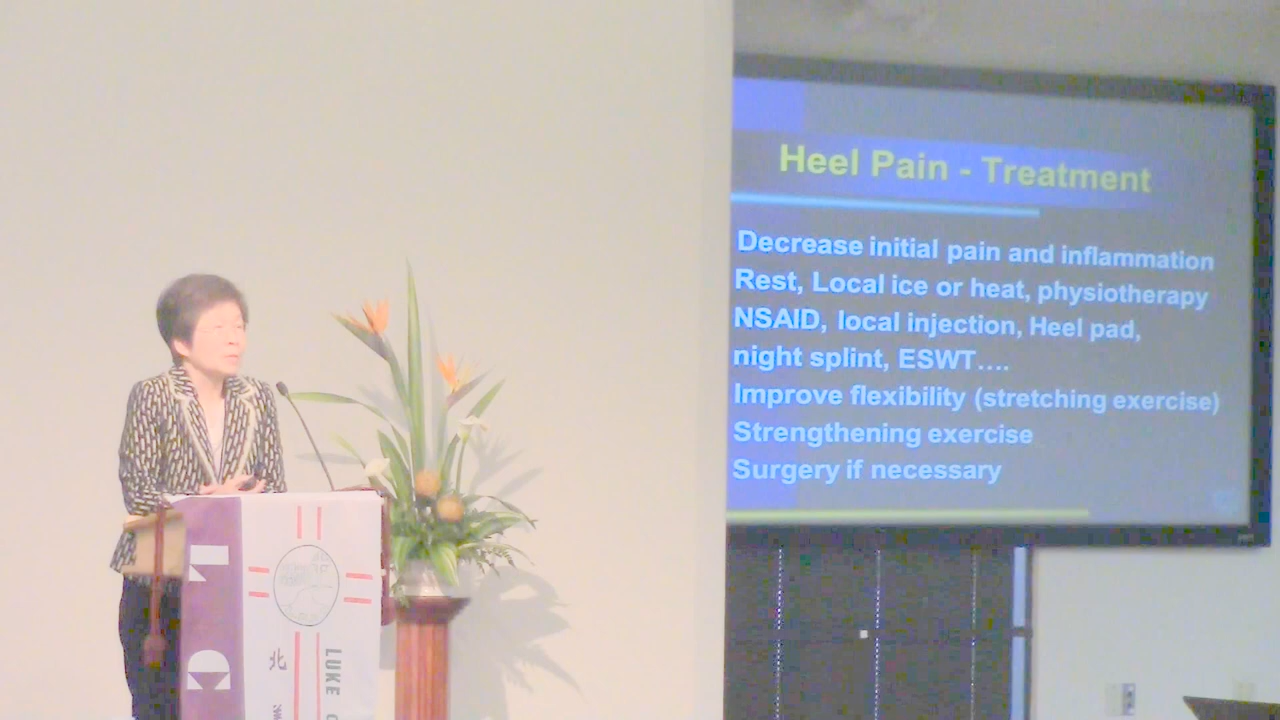 Heel Pain - Treatment
Decrease initial pain and inflammation
Rest, Local ice or heat, physiotherapy
NSAID, local injection, Heel pad,
night splint, ESWT....
Improve flexibility (stretching exercise)
Strengthening exercise
Surgery if necessary
L
C
北
LUKE